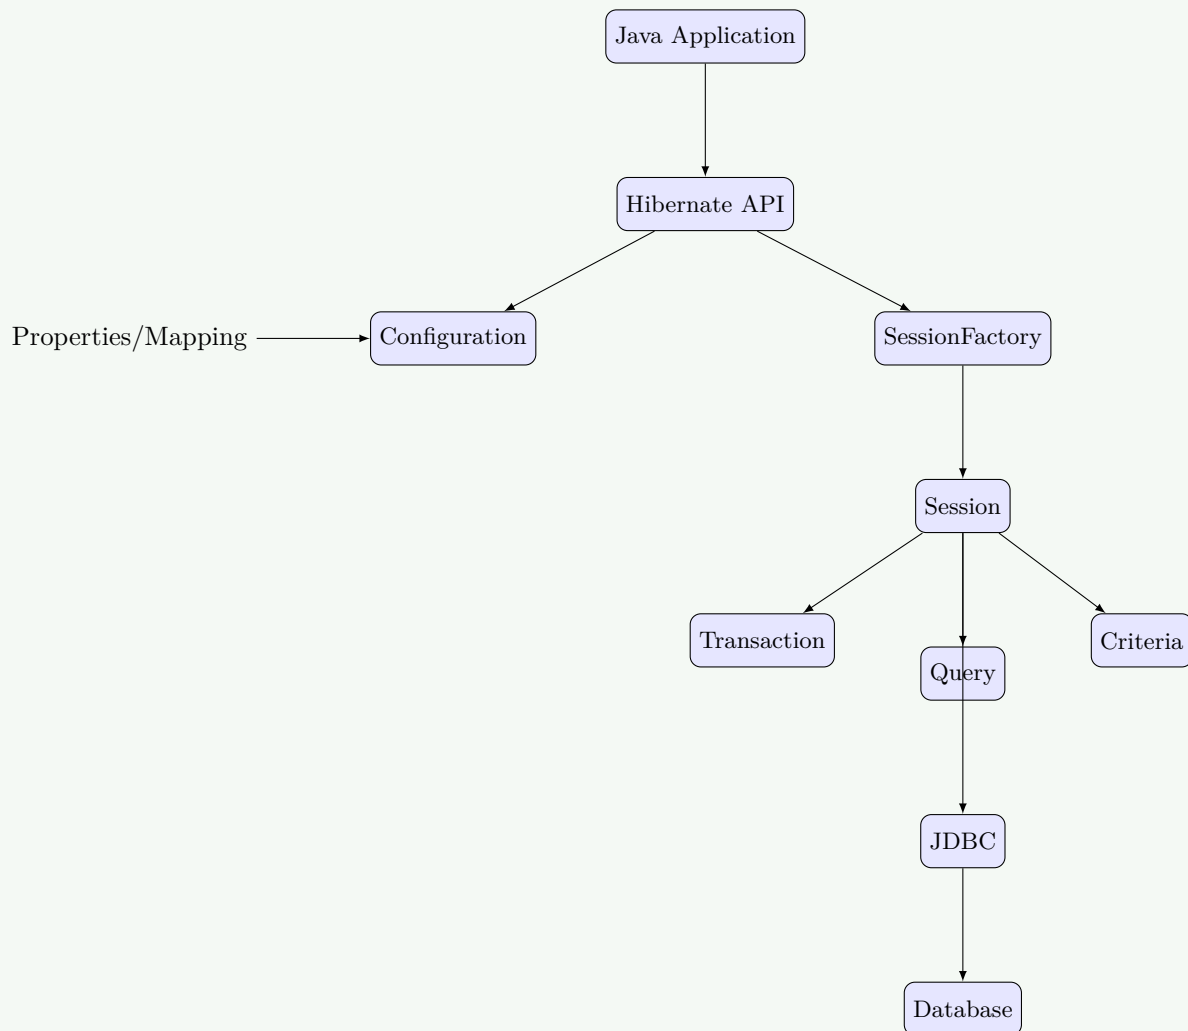 Java Application
Hibernate API
Properties/Mapping
Configuration
SessionFactory
Session
Transaction
Criteria
Query
JDBC
Database